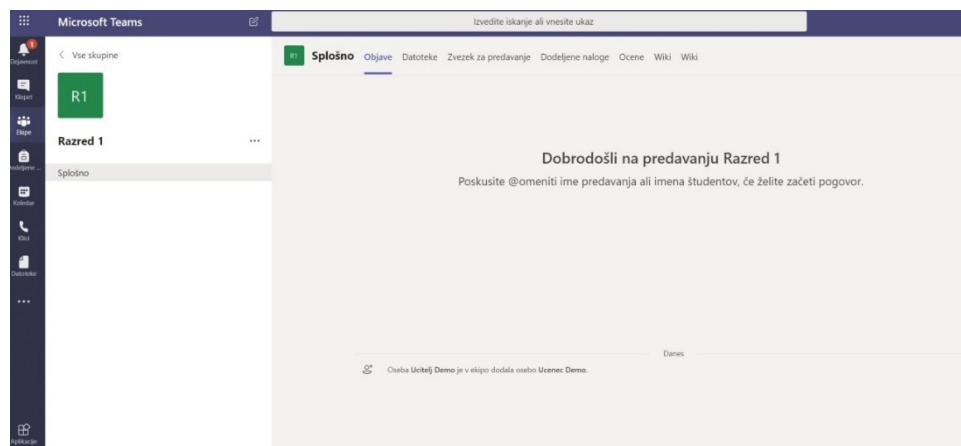 Microsoft Teams
Izvedite iskanje ali vnesite ukaz
1
Dejavnost
Klepet
Ekipe
Koledar
Klici
Datoteke
Aplikacije
Vse skupine
R1
Razred 1
Splošno
R1 Splošno Objave Datoteke Zvezek za predavanje Dodeljene naloge Ocene Wiki Wiki
Dobrodošli na predavanju Razred 1
Poskusite @omeniti ime predavanja ali imena študentov, če želite začeti pogovor.
Danes
Oseba Ucitelj Demo je v ekipo dodala osebo Ucenec Demo.